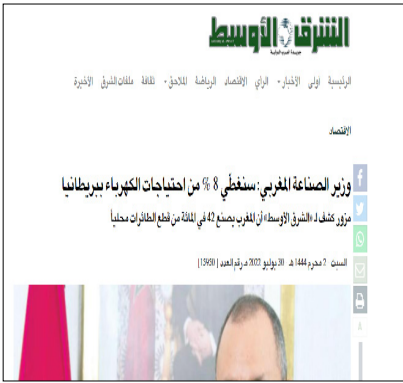 الشرق الأوسط
جريدة العرب الدولية
الرئيسية أولى الأخبار الرأي الاقتصاد الرياضة الملاحق ثقافة ملفات الشرق الأخيرة
الاقتصاد
وزير الصناعة المغربي: سنغطّي 8 % من احتياجات الكهرباء ببريطانيا
مزور كشف لـ «الشرق الأوسط» أن المغرب يصنع 42 في المائة من قطع الطائرات محلياً
السبت - 2 محرم 1444 هـ - 30 يوليو 2022 مـ رقم العدد [15950]